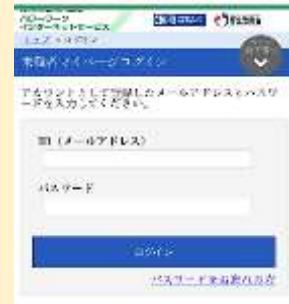 ハローワーク
インターネットサービス
求職者マイページログイン
アカウントとして登録したメールアドレスとパスワ
ードを入力してください。
ID（メールアドレス）
パスワード
ログイン
パスワードをお忘れの方